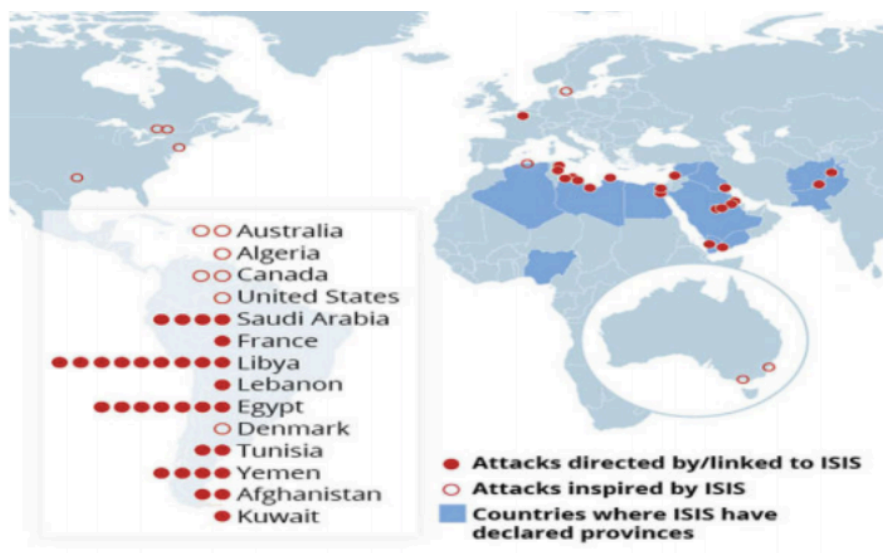 Australia
Algeria
Canada
United States
Saudi Arabia
France
Libya
Lebanon
Egypt
Denmark
Tunisia
Yemen
Afghanistan
Kuwait
Attacks directed by/linked to ISIS
Attacks inspired by ISIS
Countries where ISIS have
declared provinces